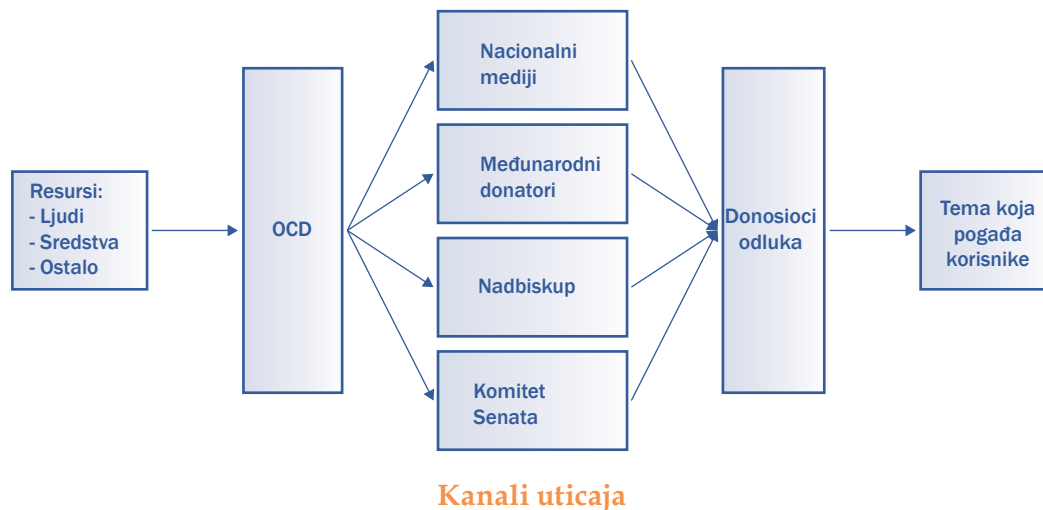 Resursi:
- Ljudi
- Sredstva
- Ostalo
OCD
Nacionalni
mediji
Međunarodni
donatori
Nadbiskup
Komitet
Senata
Donosioci
odluka
Tema koja
pogađa
korisnike
Kanali uticaja